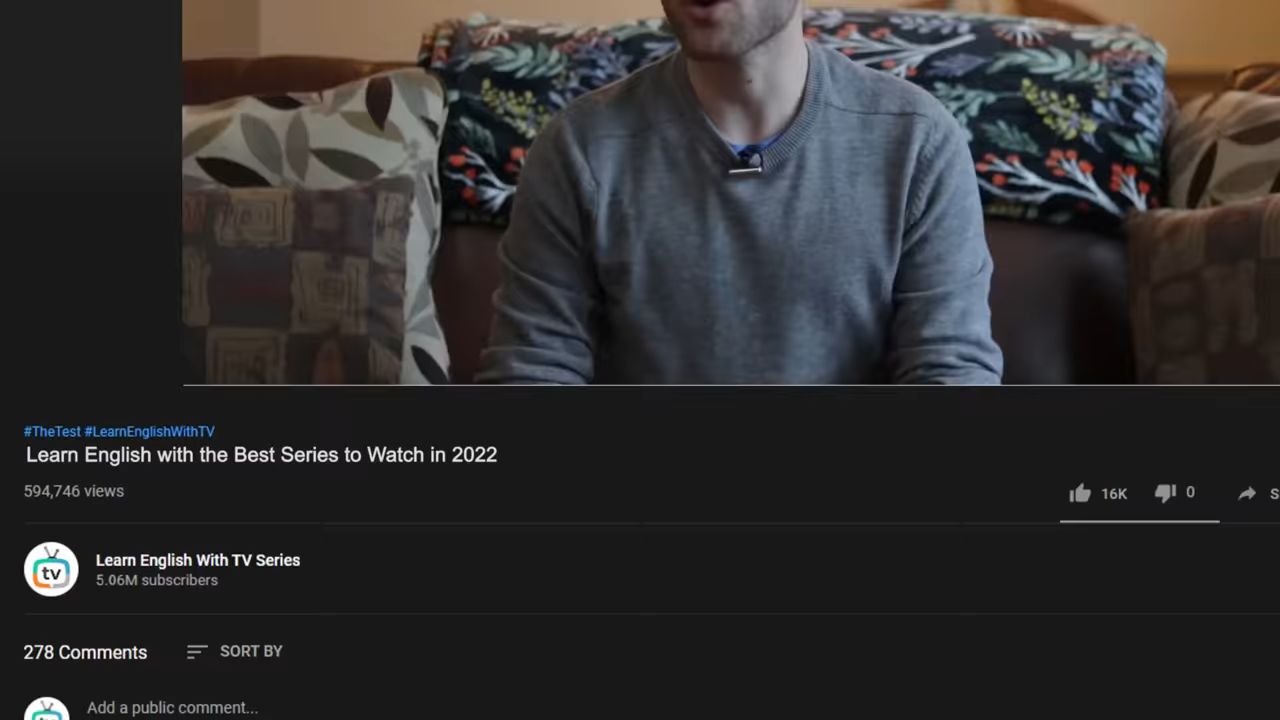 #TheTest #LearnEnglishWithTV
Learn English with the Best Series to Watch in 2022
594,746 views
16K 0 S
tv Learn English With TV Series
5.06M subscribers
278 Comments SORT BY
Add a public comment...